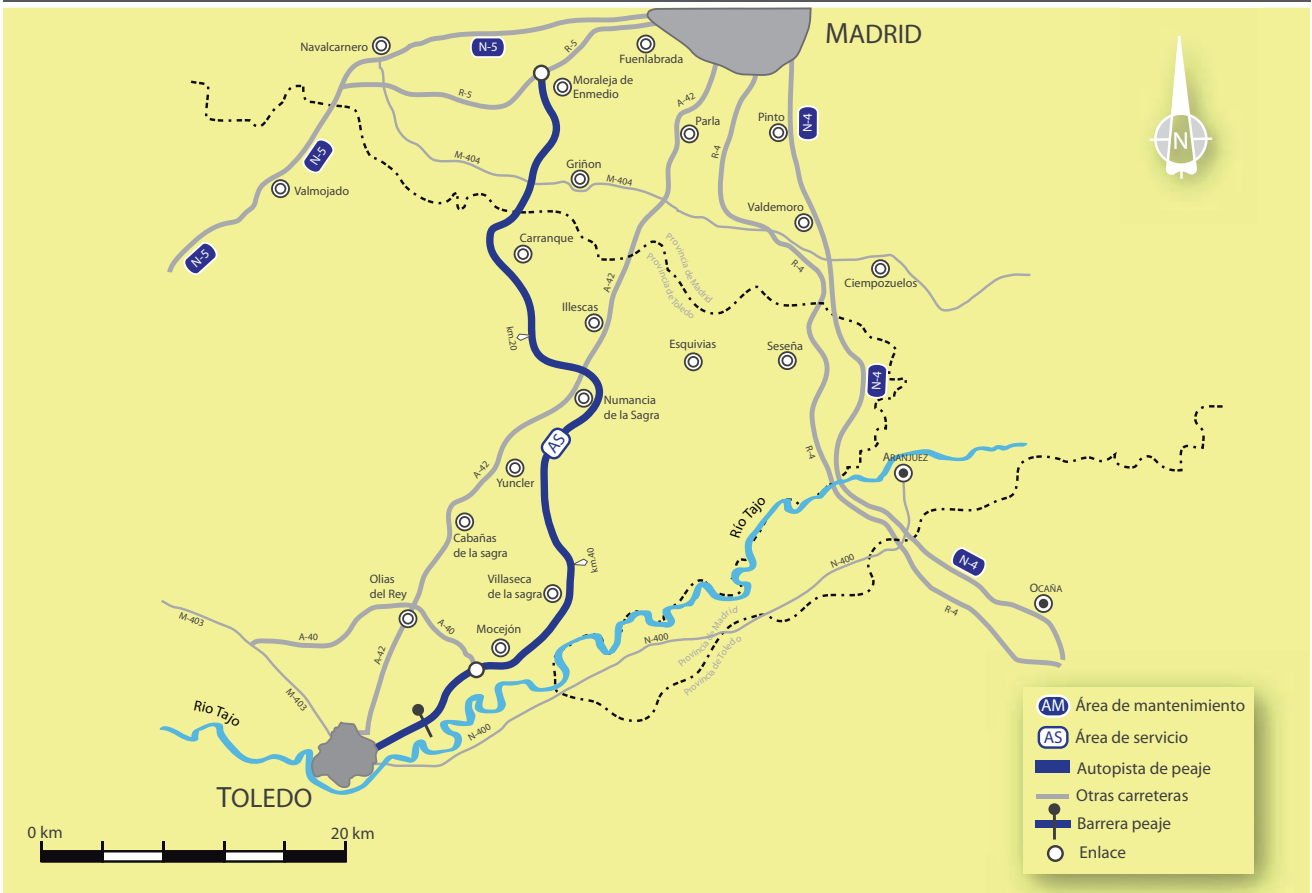 MADRID
Navalcarnero
N-5
R-5
Fuenlabrada
Moraleja de
Enmedio
R-5
A-42
Parla
Pinto
N-4
N
N-5
M-404
R-4
Griñon
M-404
Valmojado
Valdemoro
Carranque
N-5
Provincia de Madrid
Provincia de Toledo
R-4
Ciempozuelos
A-42
Illescas
km.20
Esquivias
Seseña
N-4
Numancia
de la Sagra
AS
R-4
ARANJUEZ
A-42
Yuncler
Río Tajo
Cabañas
de la sagra
km.40
N-400
N-4
Olias
del Rey
Villaseca
de la sagra
OCAÑA
R-4
M-403
A-40
A-40
Mocejón
N-400
Provincia de Madrid
Provincia de Toledo
A-42
M-403
Río Tajo
N-400
TOLEDO
0 km
20 km
AM Área de mantenimiento
AS Área de servicio
Autopista de peaje
Otras carreteras
Barrera peaje
Enlace